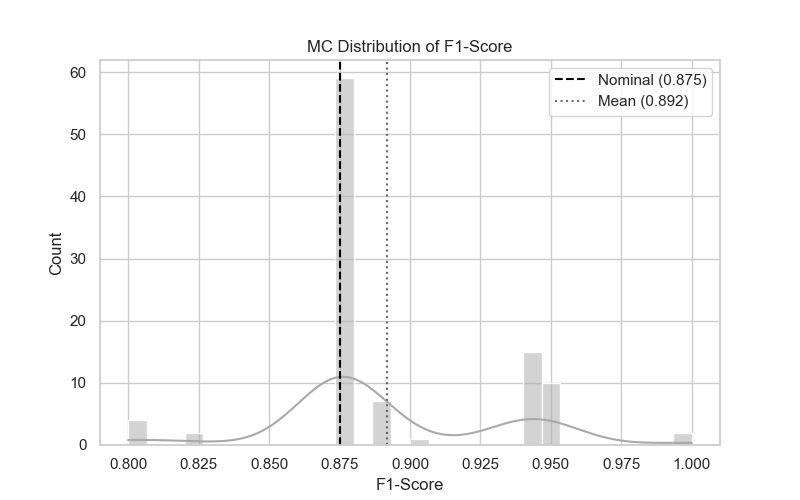 MC Distribution of F1-Score
Nominal (0.875)
Mean (0.892)
Count
60
50
40
30
20
10
0
0.800 0.825 0.850 0.875 0.900 0.925 0.950 0.975 1.000
F1-Score